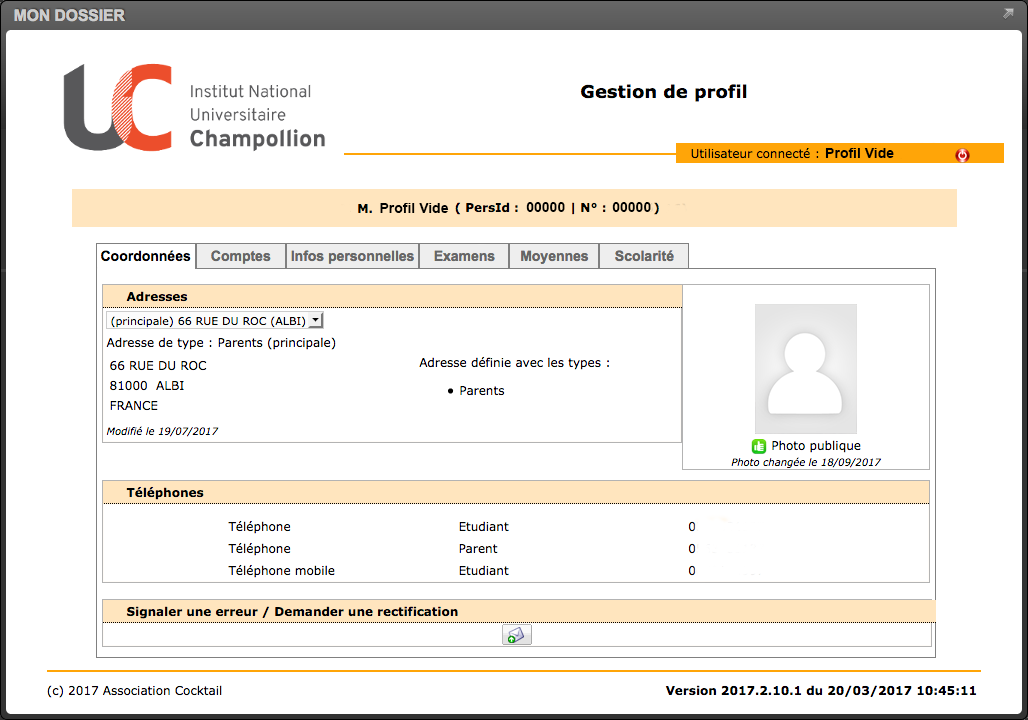 MON DOSSIER
UC
Institut National
Universitaire
Champollion
Gestion de profil
Utilisateur connecté : Profil Vide
M. Profil Vide ( PersId : 00000 | N° : 00000 )
Coordonnées Comptes Infos personnelles Examens Moyennes Scolarité
Adresses
(principale) 66 RUE DU ROC (ALBI)
Adresse de type : Parents (principale)
66 RUE DU ROC
81000 ALBI
FRANCE
Modifié le 19/07/2017
Adresse définie avec les types :
• Parents
Photo publique
Photo changée le 18/09/2017
Téléphones
Téléphone Etudiant 0
Téléphone Parent 0
Téléphone mobile Etudiant 0
Signaler une erreur / Demander une rectification
(c) 2017 Association Cocktail
Version 2017.2.10.1 du 20/03/2017 10:45:11